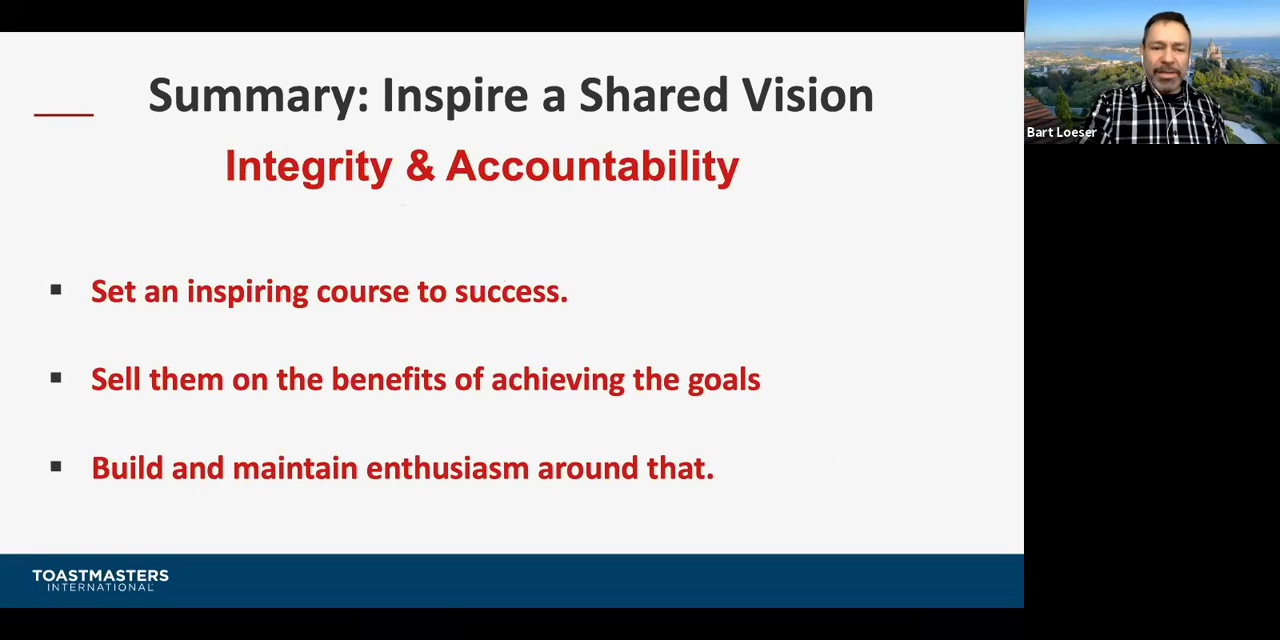 Summary: Inspire a Shared Vision
Integrity & Accountability
▪ Set an inspiring course to success.
▪ Sell them on the benefits of achieving the goals
▪ Build and maintain enthusiasm around that.
TOASTMASTERS
INTERNATIONAL
Bart Loeser